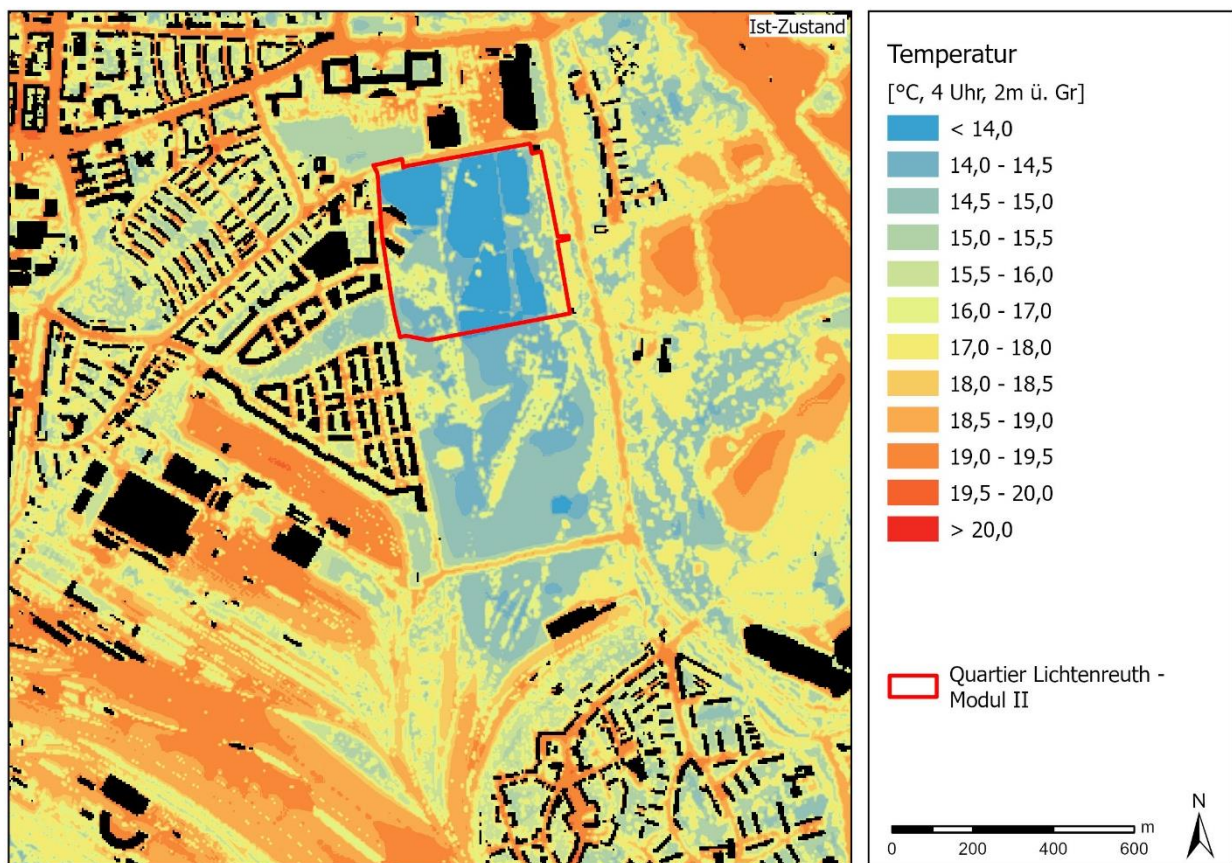 Ist-Zustand
Temperatur
[°C, 4 Uhr, 2m ü. Gr]
< 14,0
14,0 - 14,5
14,5 - 15,0
15,0 - 15,5
15,5 - 16,0
16,0 - 17,0
17,0 - 18,0
18,0 - 18,5
18,5 - 19,0
19,0 - 19,5
19,5 - 20,0
> 20,0
Quartier Lichtenreuth -
Modul II
N
m
0 200 400 600